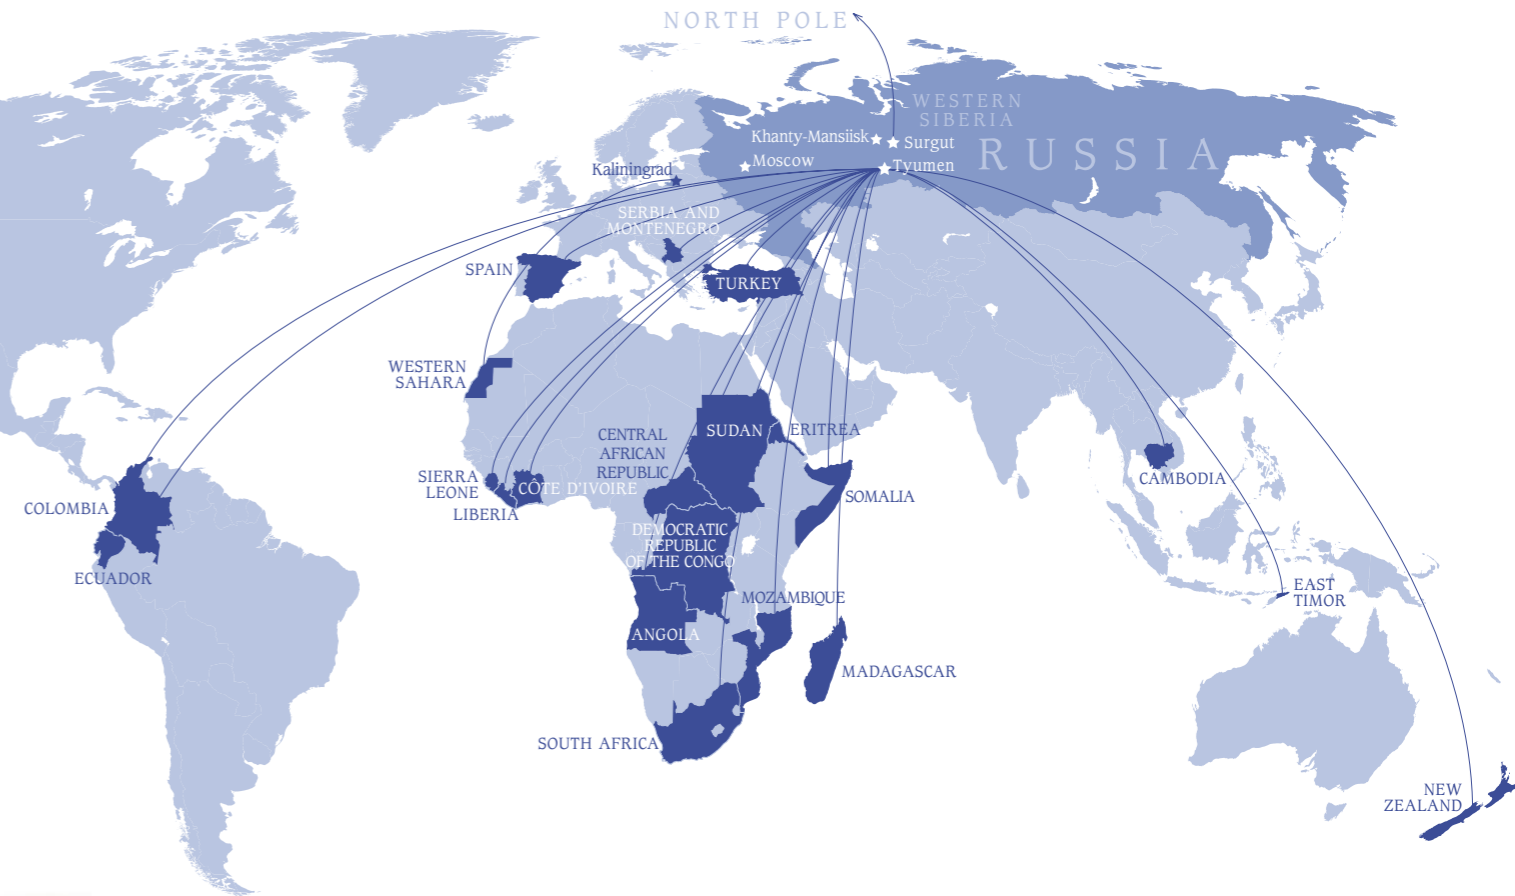 NORTH POLE
WESTERN
SIBERIA
Khanty-Mansiisk
Surgut
RUSSIA
Moscow
Tyumen
Kaliningrad
SERBIA AND
MONTENEGRO
SPAIN
TURKEY
WESTERN
SAHARA
CENTRAL
AFRICAN
REPUBLIC
SUDAN
ERITREA
SIERRA
LEONE
CÔTE D'IVOIRE
LIBERIA
SOMALIA
CAMBODIA
COLOMBIA
ECUADOR
DEMOCRATIC
REPUBLIC
OF THE CONGO
MOZAMBIQUE
EAST
TIMOR
ANGOLA
MADAGASCAR
SOUTH AFRICA
NEW
ZEALAND